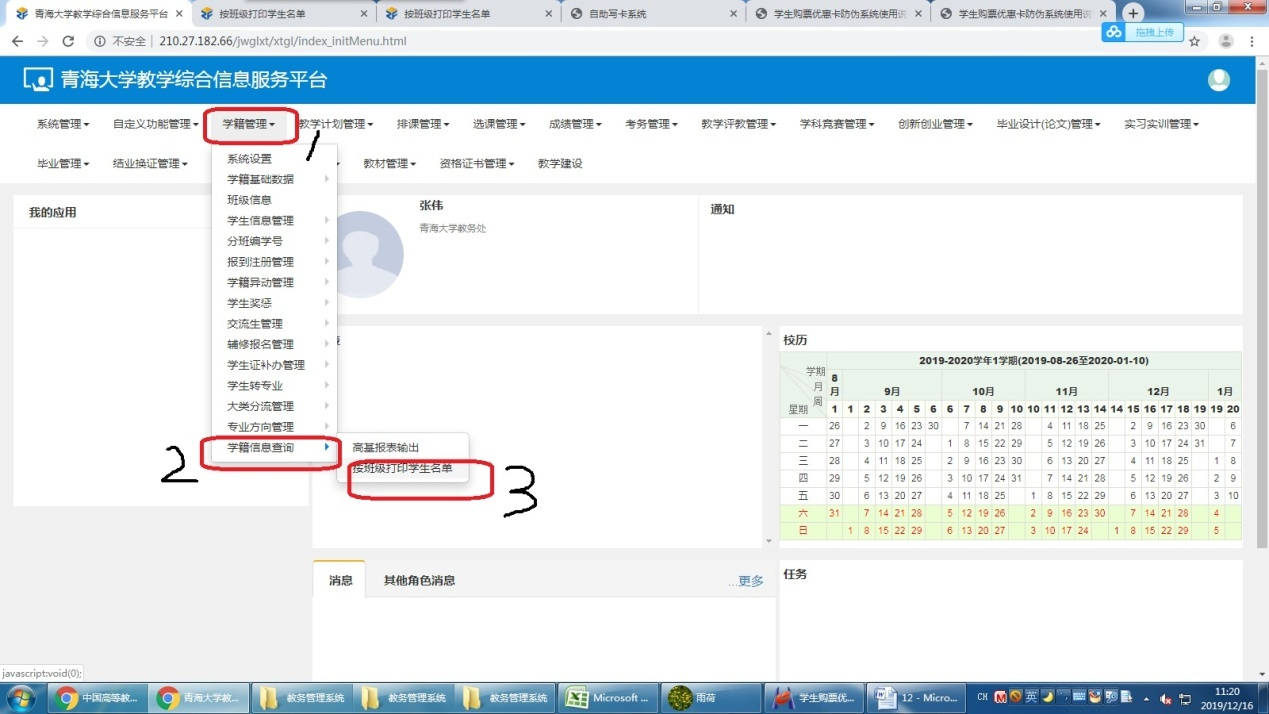 青海大学教学综合信息服务平台
按班级打印学生名单
按班级打印学生名单
自助写卡系统
学生购票优惠卡防伪系统使用说
学生购票优惠卡防伪系统使用说
不安全 | 210.27.182.66/jwglxt/xtgl/index_initMenu.html
拖拽上传
青海大学教学综合信息服务平台
系统管理 自定义功能管理 学籍管理 教学计划管理 排课管理 选课管理 成绩管理 考务管理 教学评教管理 学科竞赛管理 创新创业管理 毕业设计(论文)管理 实习实训管理
1
毕业管理 结业换证管理 教材管理 资格证书管理 教学建设
系统设置
学籍基础数据
班级信息
学生信息管理
分班编学号
报到注册管理
学籍异动管理
学生奖惩
交流生管理
辅修报名管理
学生证补办管理
学生转专业
大类分流管理
专业方向管理
学籍信息查询
2
高基报表输出
按班级打印学生名单
3
我的应用
张伟
青海大学教务处
通知
校历
2019-2020学年1学期(2019-08-26至2020-01-10)
学期 月 周 星期
8月 9月 10月 11月 12月 1月
1 1 2 3 4 5 6 6 7 8 9 10 10 11 12 13 14 14 15 16 17 18 19 19 20
一 26 2 9 16 23 30 7 14 21 28 4 11 18 25 2 9 16 23 30 6
二 27 3 10 17 24 1 8 15 22 29 5 12 19 26 3 10 17 24 31 7
三 28 4 11 18 25 2 9 16 23 30 6 13 20 27 4 11 18 25 1 8
四 29 5 12 19 26 3 10 17 24 31 7 14 21 28 5 12 19 26 2 9
五 30 6 13 20 27 4 11 18 25 1 8 15 22 29 6 13 20 27 3 10
六 31 7 14 21 28 5 12 19 26 2 9 16 23 30 7 14 21 28 4
日 1 8 15 22 29 6 13 20 27 3 10 17 24 1 8 15 22 29 5
消息 其他角色消息 ...更多
任务
javascript:void(0);
中国高等教... 青海大学教... 教务管理系统 教务管理系统 教务管理系统 Microsoft ... 雨荷 学生购票优... 12 - Micro...
CH 英
11:20
2019/12/16